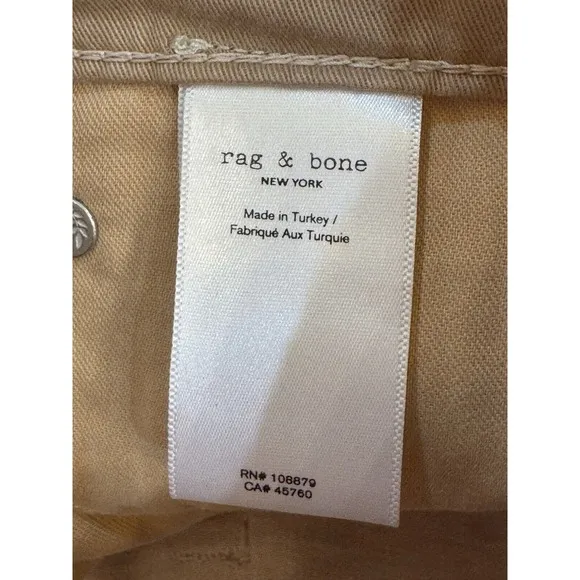 rag & bone
NEW YORK
Made in Turkey /
Fabriqué Aux Turquie
RN# 108879
CA# 45760